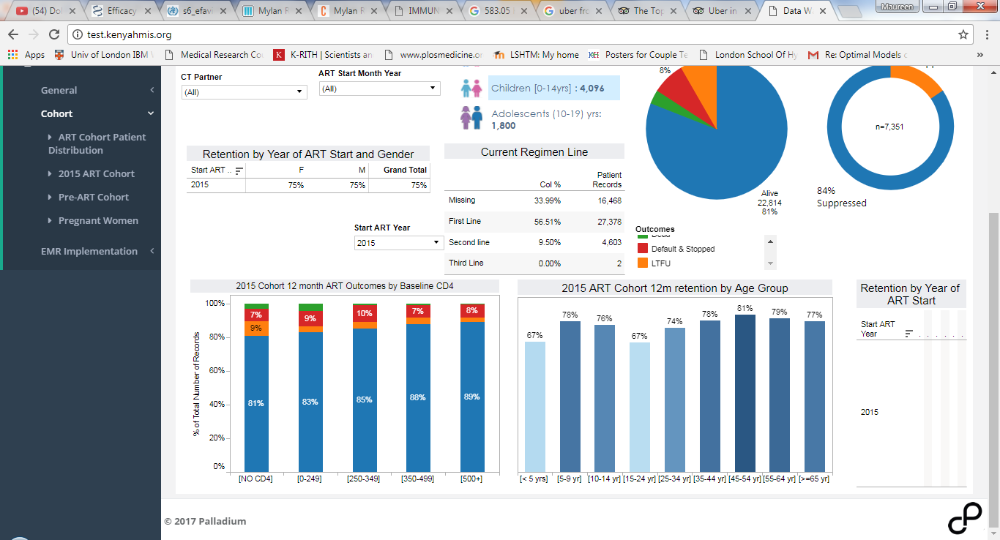 (54) Dol
Efficacy
s6_efavi
Mylan R
Mylan R
IMMUN
583.05
uber fro
The Top
Uber in
Data W
Maureen
test.kenyahmis.org
Apps
Univ of London IBM
Medical Research Co
K-RITH | Scientists an
www.plosmedicine.o
LSHTM: My home
Posters for Couple Te
London School Of Hy
Re: Optimal Models
General
Cohort
ART Cohort Patient
Distribution
2015 ART Cohort
Pre-ART Cohort
Pregnant Women
EMR Implementation
CT Partner
(All)
ART Start Month Year
(All)
Children [0-14yrs] : 4,096
Adolescents (10-19) yrs:
1,800
8%
Alive
22,814
81%
n=7,351
84%
Suppressed
Retention by Year of ART Start and Gender
Start ART .. F M Grand Total
2015 75% 75% 75%
Start ART Year
2015
Current Regimen Line
Col % Patient
Records
Missing 33.99% 16,468
First Line 56.51% 27,378
Second line 9.50% 4,603
Third Line 0.00% 2
Outcomes
Dead
Default & Stopped
LTFU
2015 Cohort 12 month ART Outcomes by Baseline CD4
% of Total Number of Records
100%
80%
60%
40%
20%
0%
7% 9% 10% 7% 8%
9%
81% 83% 85% 88% 89%
[NO CD4] [0-249] [250-349] [350-499] [500+]
2015 ART Cohort 12m retention by Age Group
67% 78% 76% 67% 74% 78% 81% 79% 77%
[< 5 yrs] [5-9 yr] [10-14 yr] [15-24 yr] [25-34 yr] [35-44 yr] [45-54 yr] [55-64 yr] [>=65 yr]
Retention by Year of
ART Start
Start ART
Year
2015
© 2017 Palladium